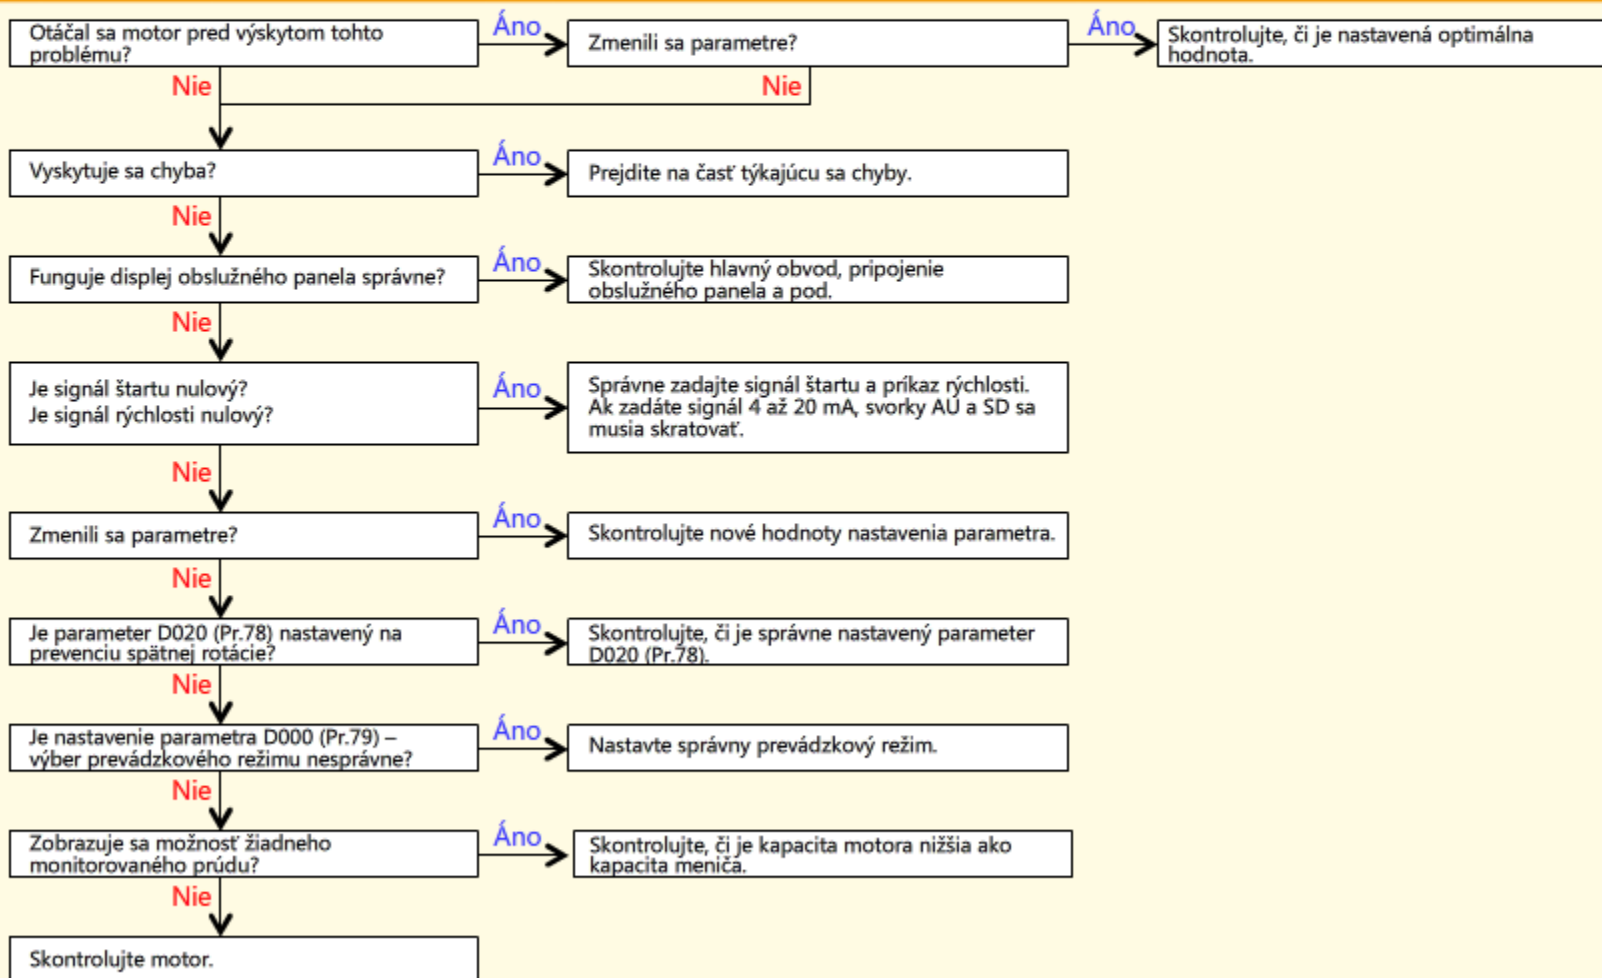 Otáčal sa motor pred výskytom tohto
problému?
Áno
Zmenili sa parametre?
Áno
Skontrolujte, či je nastavená optimálna
hodnota.
Nie
Nie
Vyskytuje sa chyba?
Áno
Prejdite na časť týkajúcu sa chyby.
Nie
Funguje displej obslužného panela správne?
Áno
Skontrolujte hlavný obvod, pripojenie
obslužného panela a pod.
Nie
Je signál štartu nulový?
Je signál rýchlosti nulový?
Áno
Správne zadajte signál štartu a príkaz rýchlosti.
Ak zadáte signál 4 až 20 mA, svorky AU a SD sa
musia skratovať.
Nie
Zmenili sa parametre?
Áno
Skontrolujte nové hodnoty nastavenia parametra.
Nie
Je parameter D020 (Pr.78) nastavený na
prevenciu spätnej rotácie?
Áno
Skontrolujte, či je správne nastavený parameter
D020 (Pr.78).
Nie
Je nastavenie parametra D000 (Pr.79) –
výber prevádzkového režimu nesprávne?
Áno
Nastavte správny prevádzkový režim.
Nie
Zobrazuje sa možnosť žiadneho
monitorovaného prúdu?
Áno
Skontrolujte, či je kapacita motora nižšia ako
kapacita meniča.
Nie
Skontrolujte motor.